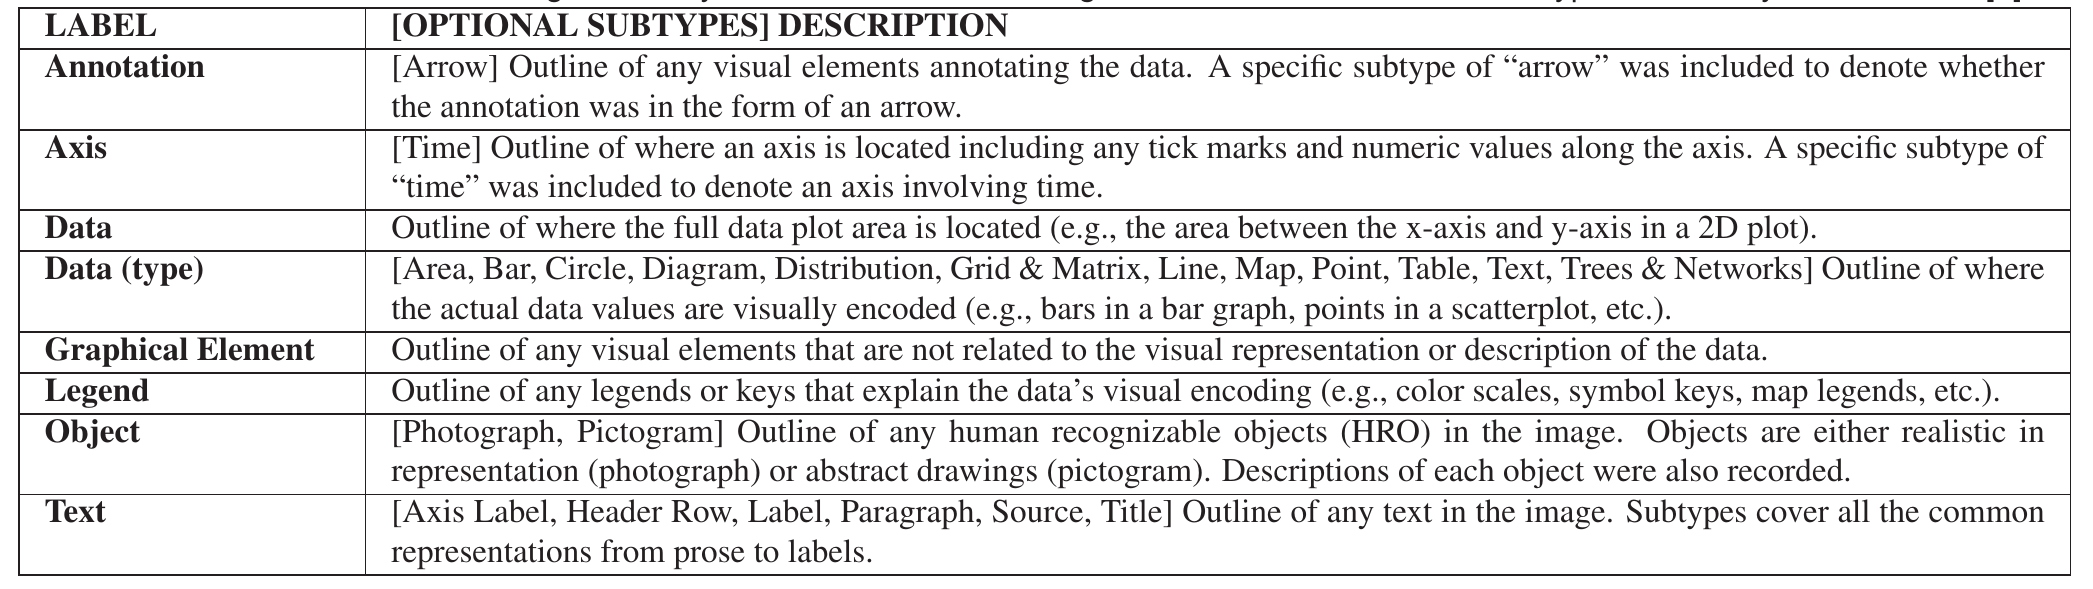 LABEL [OPTIONAL SUBTYPES] DESCRIPTION
Annotation [Arrow] Outline of any visual elements annotating the data. A specific subtype of “arrow” was included to denote whether
the annotation was in the form of an arrow.
Axis [Time] Outline of where an axis is located including any tick marks and numeric values along the axis. A specific subtype of
“time” was included to denote an axis involving time.
Data Outline of where the full data plot area is located (e.g., the area between the x-axis and y-axis in a 2D plot).
Data (type) [Area, Bar, Circle, Diagram, Distribution, Grid & Matrix, Line, Map, Point, Table, Text, Trees & Networks] Outline of where
the actual data values are visually encoded (e.g., bars in a bar graph, points in a scatterplot, etc.).
Graphical Element Outline of any visual elements that are not related to the visual representation or description of the data.
Legend Outline of any legends or keys that explain the data’s visual encoding (e.g., color scales, symbol keys, map legends, etc.).
Object [Photograph, Pictogram] Outline of any human recognizable objects (HRO) in the image. Objects are either realistic in
representation (photograph) or abstract drawings (pictogram). Descriptions of each object were also recorded.
Text [Axis Label, Header Row, Label, Paragraph, Source, Title] Outline of any text in the image. Subtypes cover all the common
representations from prose to labels.